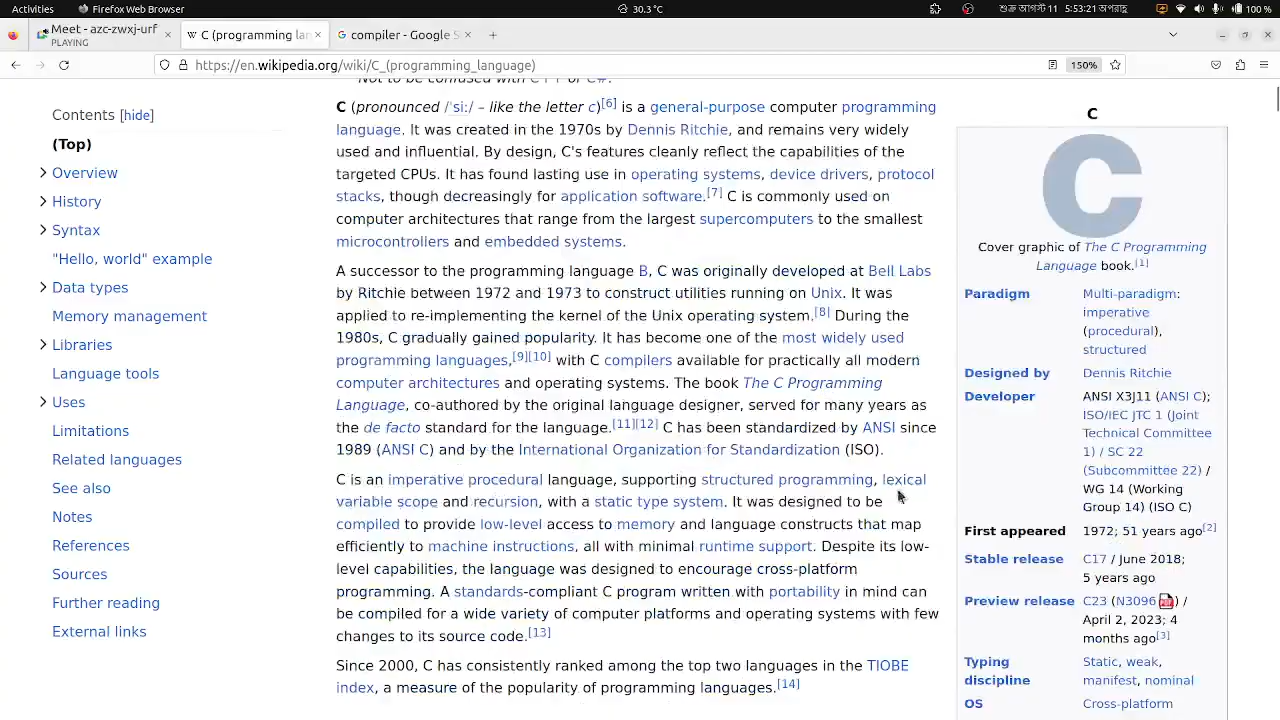 Activities
Firefox Web Browser
30.3 °C
শুক্র আগস্ট 11 5:53:21 অপরাহ্ণ
100 %
Meet - azc-zwxj-urf
PLAYING
W C (programming lan
G compiler - Google S
https://en.wikipedia.org/wiki/C_(programming_language)
150%
Not to be confused with C++ or C#.
Contents [hide]
(Top)
Overview
History
Syntax
"Hello, world" example
Data types
Memory management
Libraries
Language tools
Uses
Limitations
Related languages
See also
Notes
References
Sources
Further reading
External links
C (pronounced /ˈsiː/ – like the letter c)[6] is a general-purpose computer programming
language. It was created in the 1970s by Dennis Ritchie, and remains very widely
used and influential. By design, C's features cleanly reflect the capabilities of the
targeted CPUs. It has found lasting use in operating systems, device drivers, protocol
stacks, though decreasingly for application software.[7] C is commonly used on
computer architectures that range from the largest supercomputers to the smallest
microcontrollers and embedded systems.
A successor to the programming language B, C was originally developed at Bell Labs
by Ritchie between 1972 and 1973 to construct utilities running on Unix. It was
applied to re-implementing the kernel of the Unix operating system.[8] During the
1980s, C gradually gained popularity. It has become one of the most widely used
programming languages,[9][10] with C compilers available for practically all modern
computer architectures and operating systems. The book The C Programming
Language, co-authored by the original language designer, served for many years as
the de facto standard for the language.[11][12] C has been standardized by ANSI since
1989 (ANSI C) and by the International Organization for Standardization (ISO).
C is an imperative procedural language, supporting structured programming, lexical
variable scope and recursion, with a static type system. It was designed to be
compiled to provide low-level access to memory and language constructs that map
efficiently to machine instructions, all with minimal runtime support. Despite its low-
level capabilities, the language was designed to encourage cross-platform
programming. A standards-compliant C program written with portability in mind can
be compiled for a wide variety of computer platforms and operating systems with few
changes to its source code.[13]
Since 2000, C has consistently ranked among the top two languages in the TIOBE
index, a measure of the popularity of programming languages.[14]
C
C
Cover graphic of The C Programming
Language book.[1]
Paradigm Multi-paradigm:
imperative
(procedural),
structured
Designed by Dennis Ritchie
Developer ANSI X3J11 (ANSI C);
ISO/IEC JTC 1 (Joint
Technical Committee
1) / SC 22
(Subcommittee 22) /
WG 14 (Working
Group 14) (ISO C)
First appeared 1972; 51 years ago[2]
Stable release C17 / June 2018;
5 years ago
Preview release C23 (N3096) /
April 2, 2023; 4
months ago[3]
Typing Static, weak,
discipline manifest, nominal
OS Cross-platform